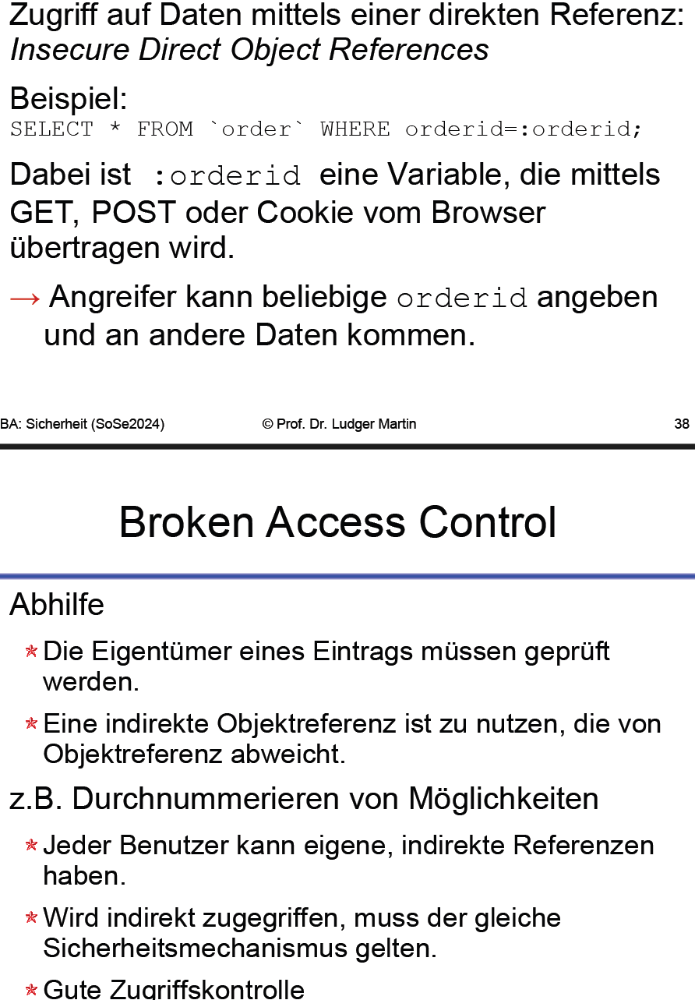 Zugriff auf Daten mittels einer direkten Referenz:
Insecure Direct Object References
Beispiel:
SELECT * FROM `order` WHERE orderid=:orderid;
Dabei ist :orderid eine Variable, die mittels
GET, POST oder Cookie vom Browser
übertragen wird.
→ Angreifer kann beliebige orderid angeben
und an andere Daten kommen.
BA: Sicherheit (SoSe2024) © Prof. Dr. Ludger Martin 38
Broken Access Control
Abhilfe
Die Eigentümer eines Eintrags müssen geprüft
werden.
Eine indirekte Objektreferenz ist zu nutzen, die von
Objektreferenz abweicht.
z.B. Durchnummerieren von Möglichkeiten
Jeder Benutzer kann eigene, indirekte Referenzen
haben.
Wird indirekt zugegriffen, muss der gleiche
Sicherheitsmechanismus gelten.
Gute Zugriffskontrolle